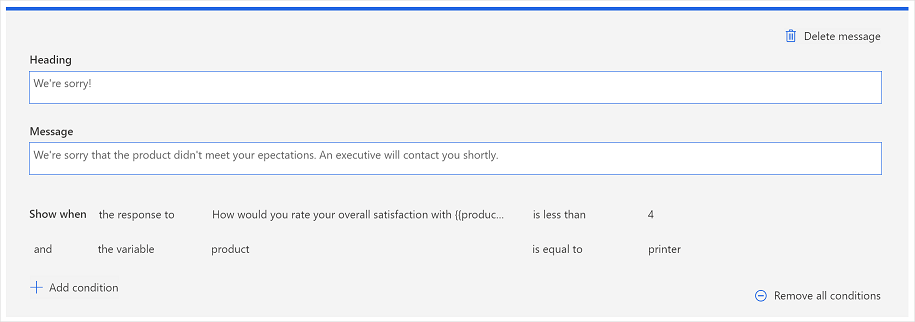 Delete message
Heading
We're sorry!
Message
We're sorry that the product didn't meet your epectations. An executive will contact you shortly.
Show when the response to How would you rate your overall satisfaction with {{produc... is less than 4
and the variable product is equal to printer
Add condition
Remove all conditions